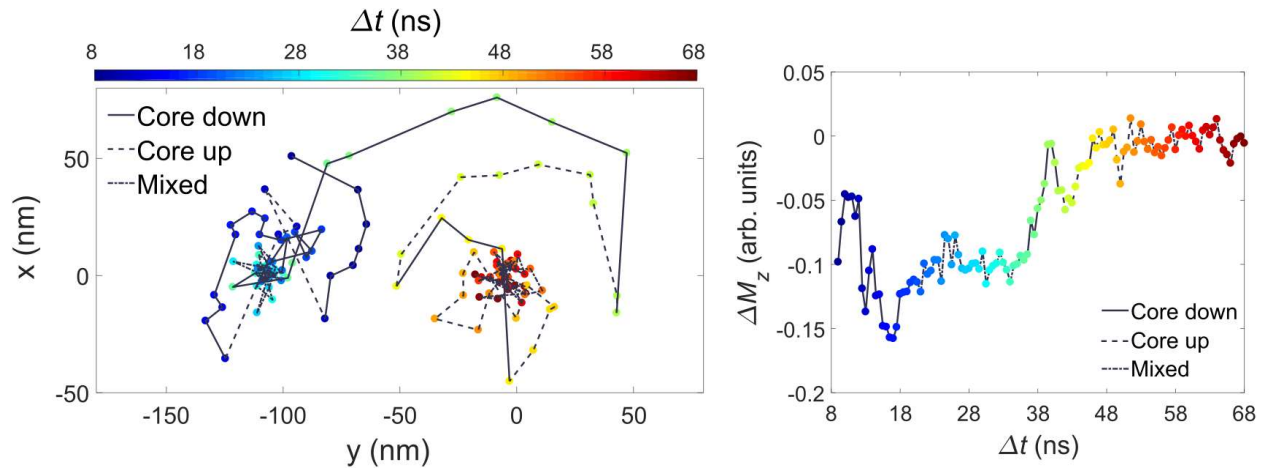 Δt (ns)
8 18 28 38 48 58 68
Core down
Core up
Mixed
50
0
-50
x (nm)
-150 -100 -50 0 50
y (nm)
0.05
0
-0.05
-0.1
-0.15
-0.2
ΔM_z (arb. units)
Core down
Core up
Mixed
8 18 28 38 48 58 68
Δt (ns)